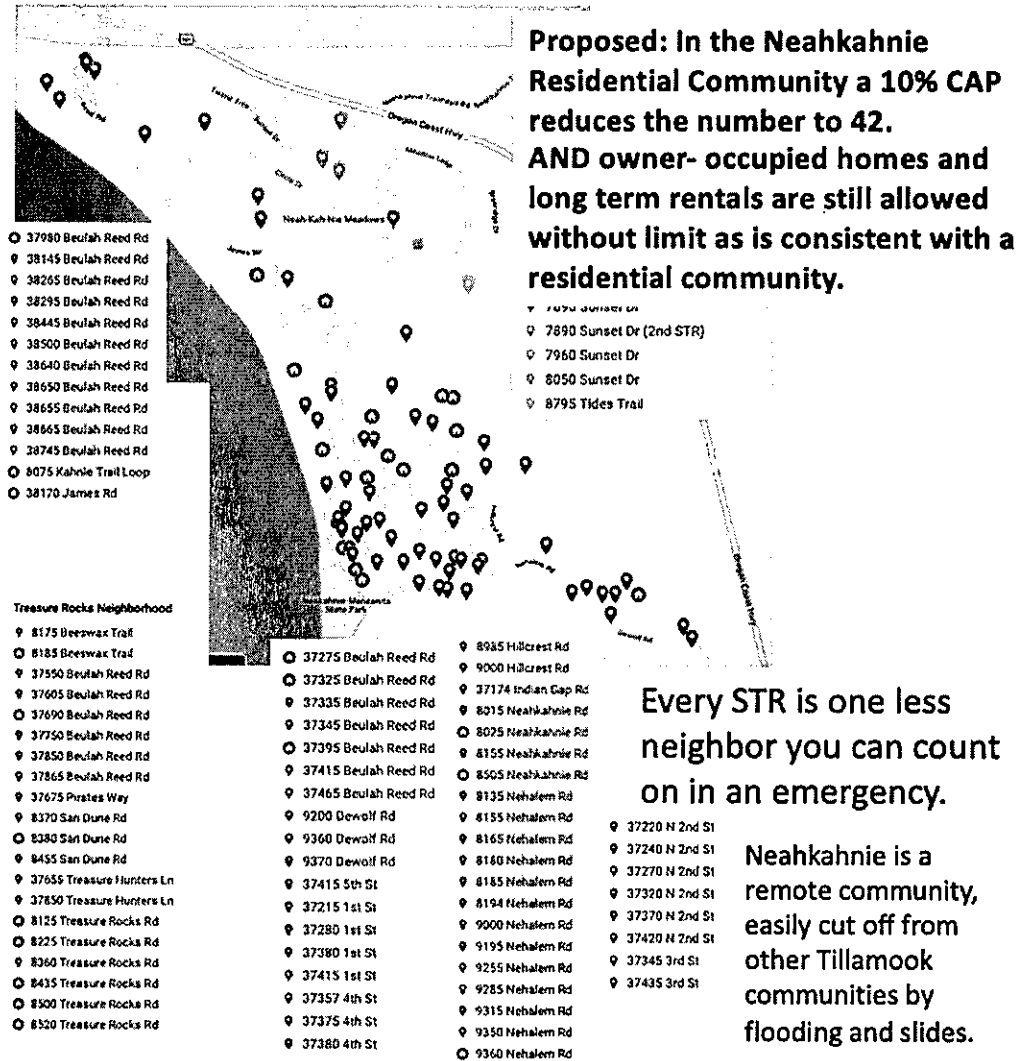 Proposed: In the Neahkahnie
Residential Community a 10% CAP
reduces the number to 42.
AND owner- occupied homes and
long term rentals are still allowed
without limit as is consistent with a
residential community.
Oregon Coast Hwy
Circle Dr
Neah-Kah-Nie Meadows
James Rd
37980 Beulah Reed Rd
38145 Beulah Reed Rd
38265 Beulah Reed Rd
38295 Beulah Reed Rd
38445 Beulah Reed Rd
38500 Beulah Reed Rd
38640 Beulah Reed Rd
38650 Beulah Reed Rd
38655 Beulah Reed Rd
38665 Beulah Reed Rd
38745 Beulah Reed Rd
8075 Kahnie Trail Loop
38170 James Rd
7890 Sunset Dr
7890 Sunset Dr (2nd STR)
7960 Sunset Dr
8050 Sunset Dr
8795 Tides Trail
Oregon Coast Hwy
Neahkahnie-Manzanita
State Park
Dewolf Rd
Treasure Rocks Neighborhood
8175 Beeswax Trail
8185 Beeswax Trail
37550 Beulah Reed Rd
37605 Beulah Reed Rd
37690 Beulah Reed Rd
37750 Beulah Reed Rd
37850 Beulah Reed Rd
37865 Beulah Reed Rd
37675 Pirates Way
8370 San Dune Rd
8380 San Dune Rd
8455 San Dune Rd
37655 Treasure Hunters Ln
37850 Treasure Hunters Ln
8125 Treasure Rocks Rd
8225 Treasure Rocks Rd
8360 Treasure Rocks Rd
8435 Treasure Rocks Rd
8500 Treasure Rocks Rd
8520 Treasure Rocks Rd
37275 Beulah Reed Rd
37325 Beulah Reed Rd
37335 Beulah Reed Rd
37345 Beulah Reed Rd
37395 Beulah Reed Rd
37415 Beulah Reed Rd
37465 Beulah Reed Rd
9200 Dewolf Rd
9360 Dewolf Rd
9370 Dewolf Rd
37415 5th St
37215 1st St
37280 1st St
37380 1st St
37415 1st St
37357 4th St
37375 4th St
37380 4th St
8985 Hillcrest Rd
9000 Hillcrest Rd
37174 Indian Gap Rd
8015 Neahkahnie Rd
8025 Neahkahnie Rd
8155 Neahkahnie Rd
8505 Neahkahnie Rd
8135 Nehalem Rd
8155 Nehalem Rd
8165 Nehalem Rd
8180 Nehalem Rd
8185 Nehalem Rd
8194 Nehalem Rd
9000 Nehalem Rd
9195 Nehalem Rd
9255 Nehalem Rd
9285 Nehalem Rd
9315 Nehalem Rd
9350 Nehalem Rd
9360 Nehalem Rd
Every STR is one less
neighbor you can count
on in an emergency.
37220 N 2nd St
37240 N 2nd St
37270 N 2nd St
37320 N 2nd St
37370 N 2nd St
37420 N 2nd St
37345 3rd St
37435 3rd St
Neahkahnie is a
remote community,
easily cut off from
other Tillamook
communities by
flooding and slides.